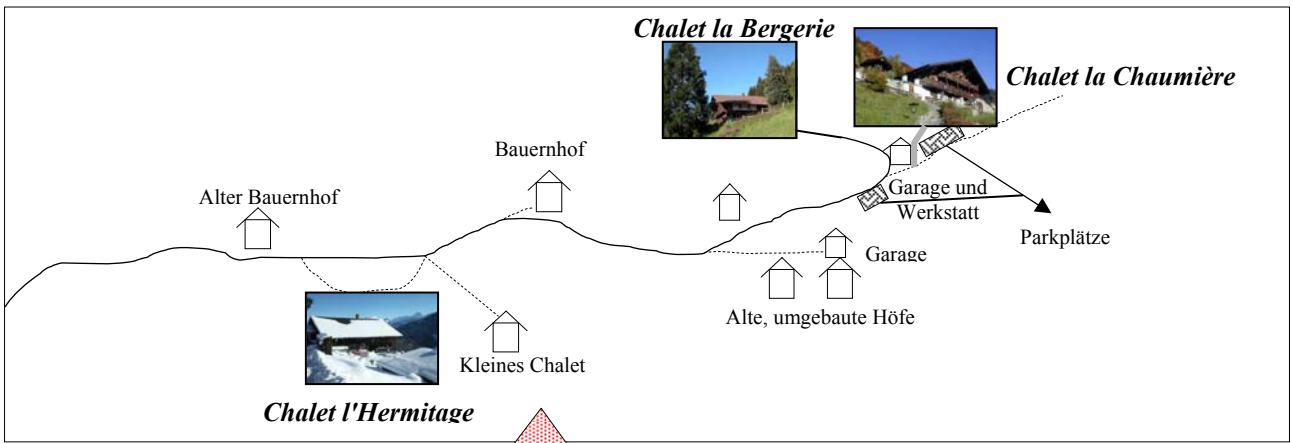 Chalet la Bergerie
Chalet la Chaumière
Bauernhof
Alter Bauernhof
Garage und
Werkstatt
Parkplätze
Garage
Alte, umgebaute Höfe
Kleines Chalet
Chalet l'Hermitage